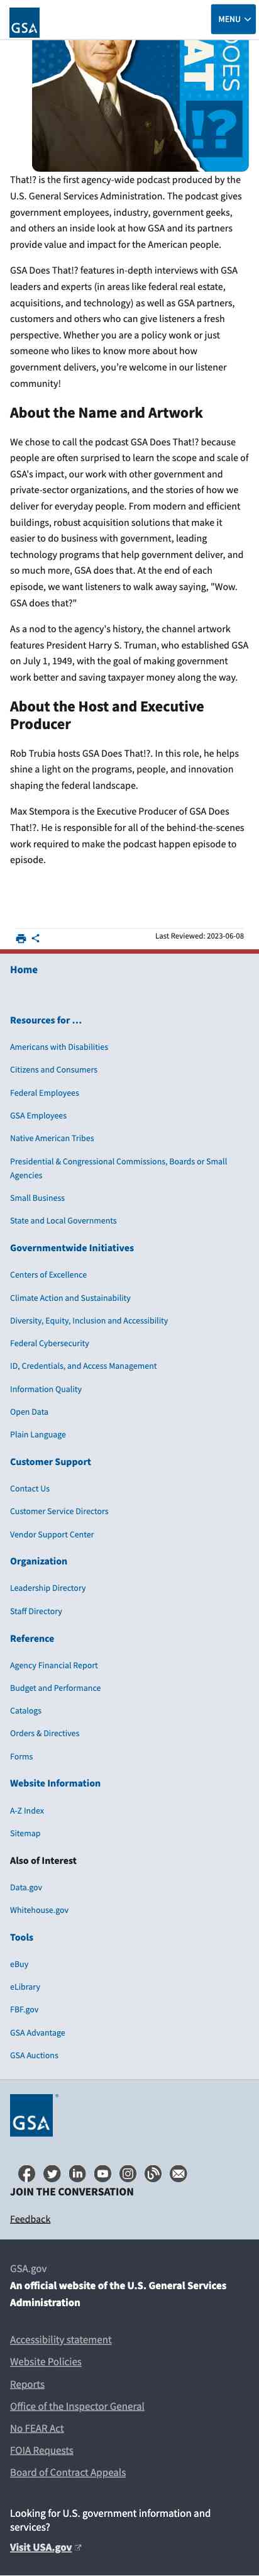 GSA
MENU
DOES
AT
!?
That!? is the first agency-wide podcast produced by the
U.S. General Services Administration. The podcast gives
government employees, industry, government geeks,
and others an inside look at how GSA and its partners
provide value and impact for the American people.
GSA Does That!? features in-depth interviews with GSA
leaders and experts (in areas like federal real estate,
acquisitions, and technology) as well as GSA partners,
customers and others who can give listeners a fresh
perspective. Whether you are a policy wonk or just
someone who likes to know more about how
government delivers, you're welcome in our listener
community!
About the Name and Artwork
We chose to call the podcast GSA Does That!? because
people are often surprised to learn the scope and scale of
GSA's impact, our work with other government and
private-sector organizations, and the stories of how we
deliver for everyday people. From modern and efficient
buildings, robust acquisition solutions that make it
easier to do business with government, leading
technology programs that help government deliver, and
so much more, GSA does that. At the end of each
episode, we want listeners to walk away saying, "Wow.
GSA does that?"
As a nod to the agency's history, the channel artwork
features President Harry S. Truman, who established GSA
on July 1, 1949, with the goal of making government
work better and saving taxpayer money along the way.
About the Host and Executive
Producer
Rob Trubia hosts GSA Does That!?. In this role, he helps
shine a light on the programs, people, and innovation
shaping the federal landscape.
Max Stempora is the Executive Producer of GSA Does
That!?. He is responsible for all of the behind-the-scenes
work required to make the podcast happen episode to
episode.
Last Reviewed: 2023-06-08
Home
Resources for …
Americans with Disabilities
Citizens and Consumers
Federal Employees
GSA Employees
Native American Tribes
Presidential & Congressional Commissions, Boards or Small
Agencies
Small Business
State and Local Governments
Governmentwide Initiatives
Centers of Excellence
Climate Action and Sustainability
Diversity, Equity, Inclusion and Accessibility
Federal Cybersecurity
ID, Credentials, and Access Management
Information Quality
Open Data
Plain Language
Customer Support
Contact Us
Customer Service Directors
Vendor Support Center
Organization
Leadership Directory
Staff Directory
Reference
Agency Financial Report
Budget and Performance
Catalogs
Orders & Directives
Forms
Website Information
A-Z Index
Sitemap
Also of Interest
Data.gov
Whitehouse.gov
Tools
eBuy
eLibrary
FBF.gov
GSA Advantage
GSA Auctions
GSA
JOIN THE CONVERSATION
Feedback
GSA.gov
An official website of the U.S. General Services
Administration
Accessibility statement
Website Policies
Reports
Office of the Inspector General
No FEAR Act
FOIA Requests
Board of Contract Appeals
Looking for U.S. government information and
services?
Visit USA.gov